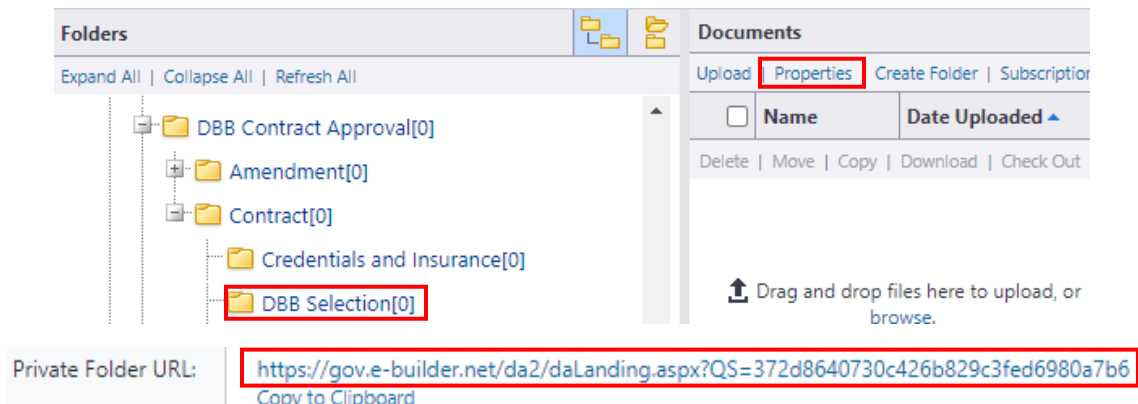 Folders
Expand All | Collapse All | Refresh All
DBB Contract Approval[0]
Amendment[0]
Contract[0]
Credentials and Insurance[0]
DBB Selection[0]
Documents
Upload | Properties Create Folder | Subscription
Name Date Uploaded
Delete | Move | Copy | Download | Check Out
Drag and drop files here to upload, or
browse.
Private Folder URL: https://gov.e-builder.net/da2/daLanding.aspx?QS=372d8640730c426b829c3fed6980a7b6
Copy to Clipboard